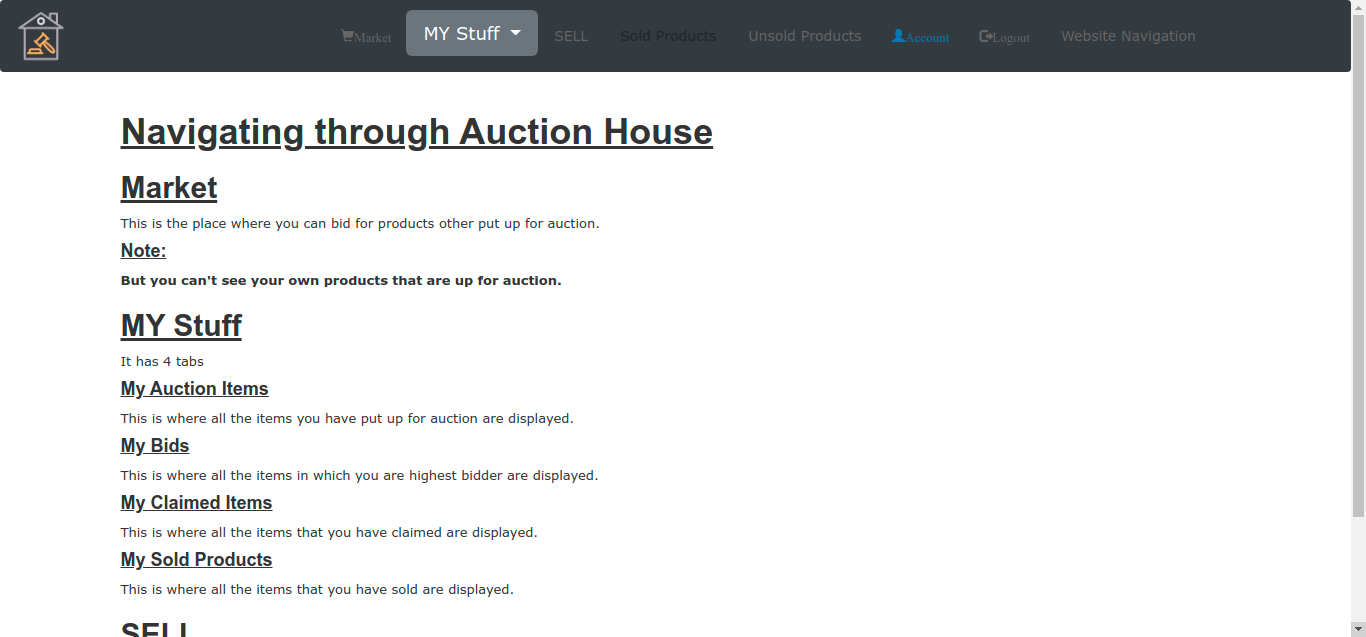 Market MY Stuff SELL Sold Products Unsold Products Account Logout Website Navigation
Navigating through Auction House
Market
This is the place where you can bid for products other put up for auction.
Note:
But you can't see your own products that are up for auction.
MY Stuff
It has 4 tabs
My Auction Items
This is where all the items you have put up for auction are displayed.
My Bids
This is where all the items in which you are highest bidder are displayed.
My Claimed Items
This is where all the items that you have claimed are displayed.
My Sold Products
This is where all the items that you have sold are displayed.
SELL